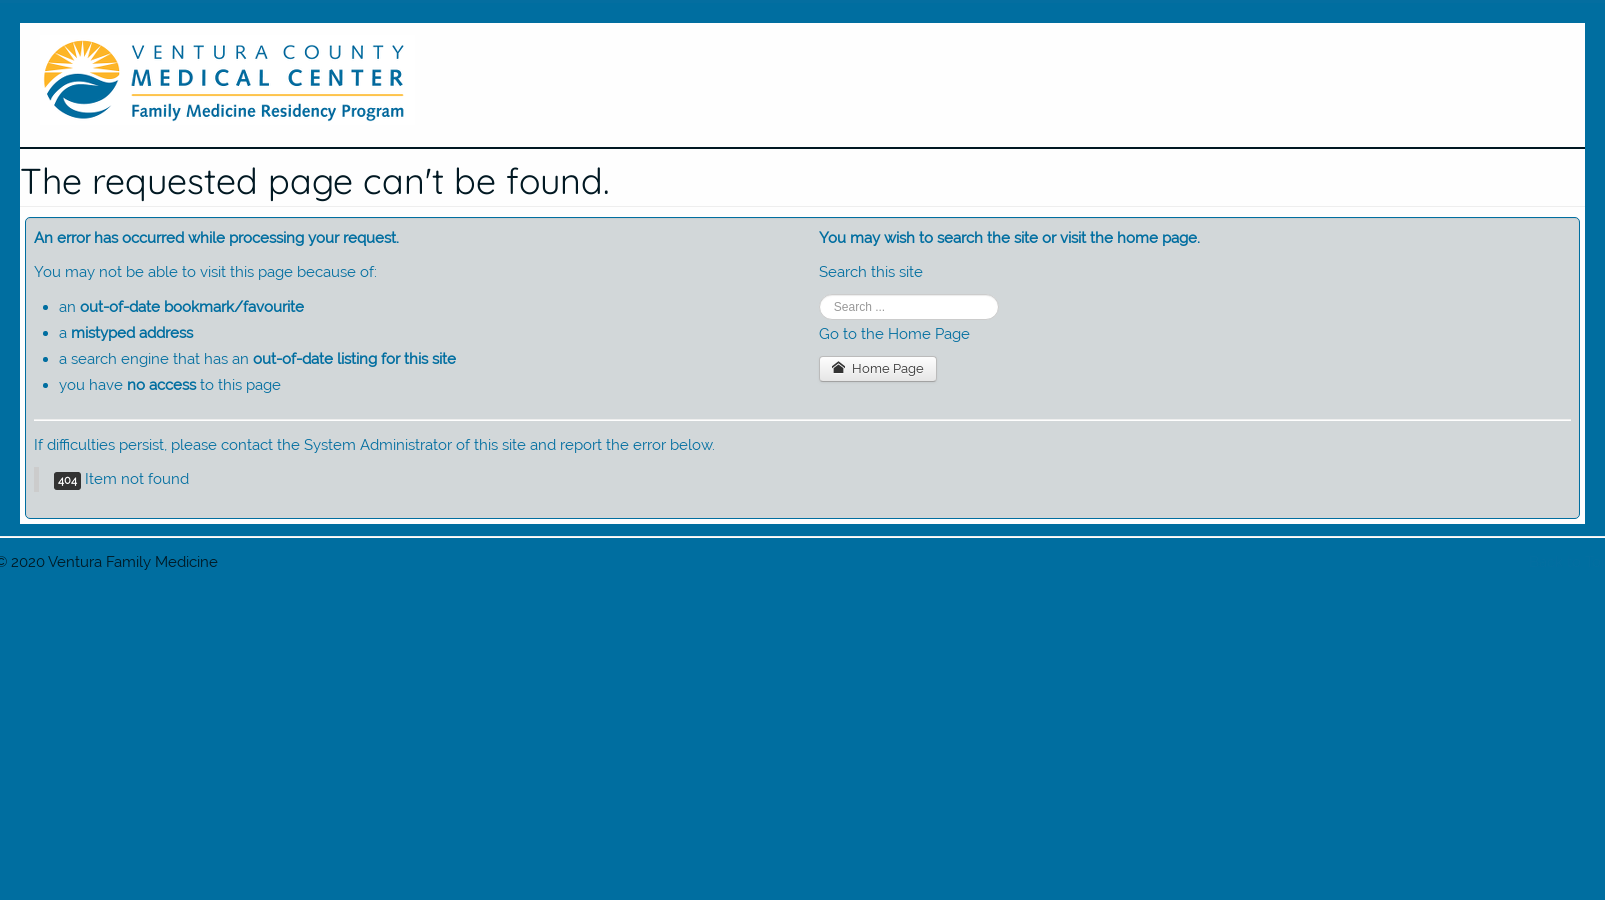 VENTURA COUNTY
MEDICAL CENTER
Family Medicine Residency Program
The requested page can't be found.
An error has occurred while processing your request.
You may not be able to visit this page because of:
an out-of-date bookmark/favourite
a mistyped address
a search engine that has an out-of-date listing for this site
you have no access to this page
You may wish to search the site or visit the home page.
Search this site
Search ...
Go to the Home Page
Home Page
If difficulties persist, please contact the System Administrator of this site and report the error below.
404 Item not found
© 2020 Ventura Family Medicine